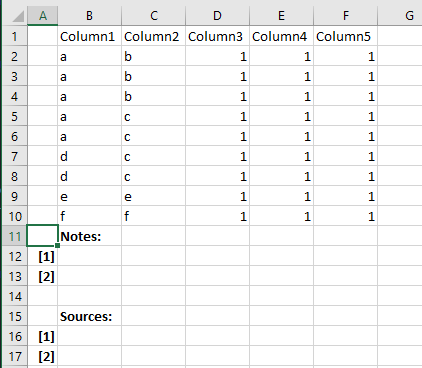 A B C D E F G
1 Column1 Column2 Column3 Column4 Column5
2 a b 1 1 1
3 a b 1 1 1
4 a b 1 1 1
5 a c 1 1 1
6 a c 1 1 1
7 d c 1 1 1
8 d c 1 1 1
9 e e 1 1 1
10 f f 1 1 1
11 Notes:
12 [1]
13 [2]
14
15 Sources:
16 [1]
17 [2]